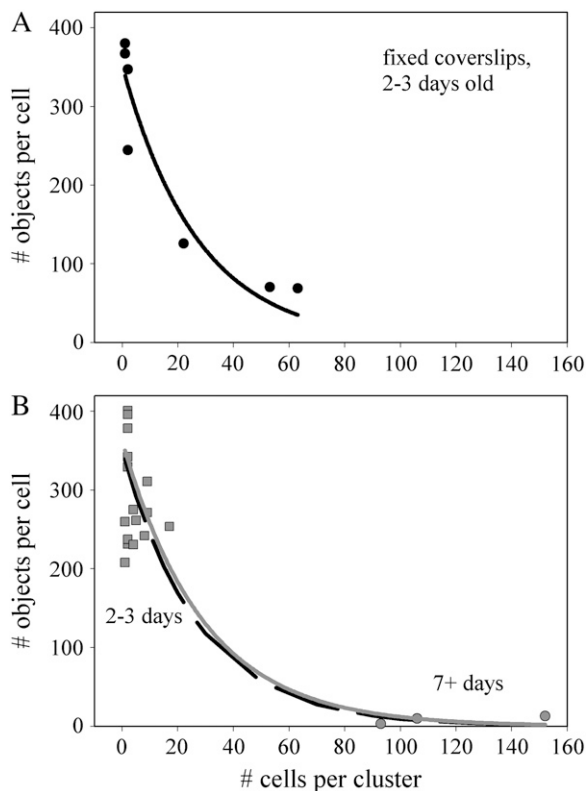 A
400
300
200
100
0
# objects per cell
fixed coverslips,
2-3 days old
0 20 40 60 80 100 120 140 160
B
400
300
200
100
0
# objects per cell
2-3 days
7+ days
0 20 40 60 80 100 120 140 160
# cells per cluster